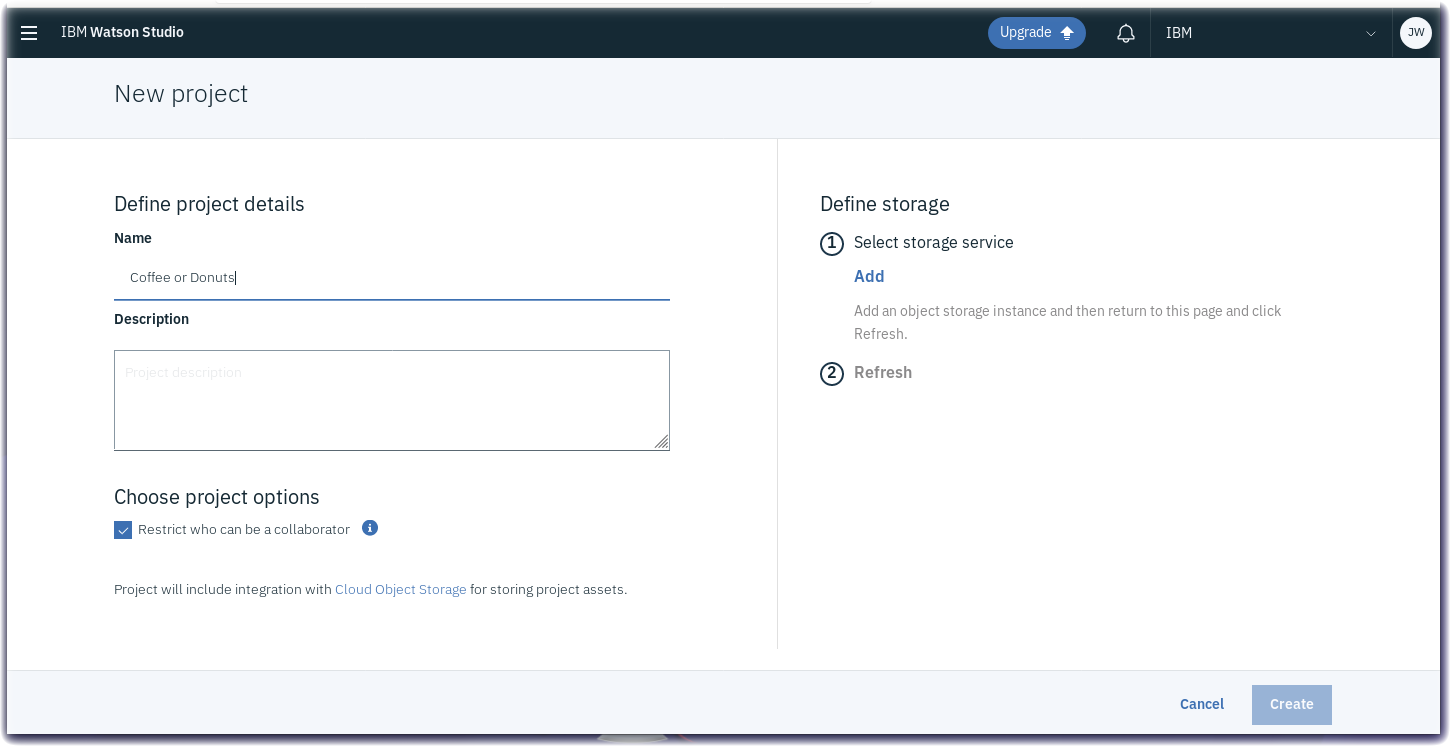 IBM Watson Studio
Upgrade
IBM
JW
New project
Define project details
Name
Coffee or Donuts
Description
Project description
Choose project options
Restrict who can be a collaborator
Project will include integration with Cloud Object Storage for storing project assets.
Define storage
1 Select storage service
Add
Add an object storage instance and then return to this page and click
Refresh.
2 Refresh
Cancel
Create